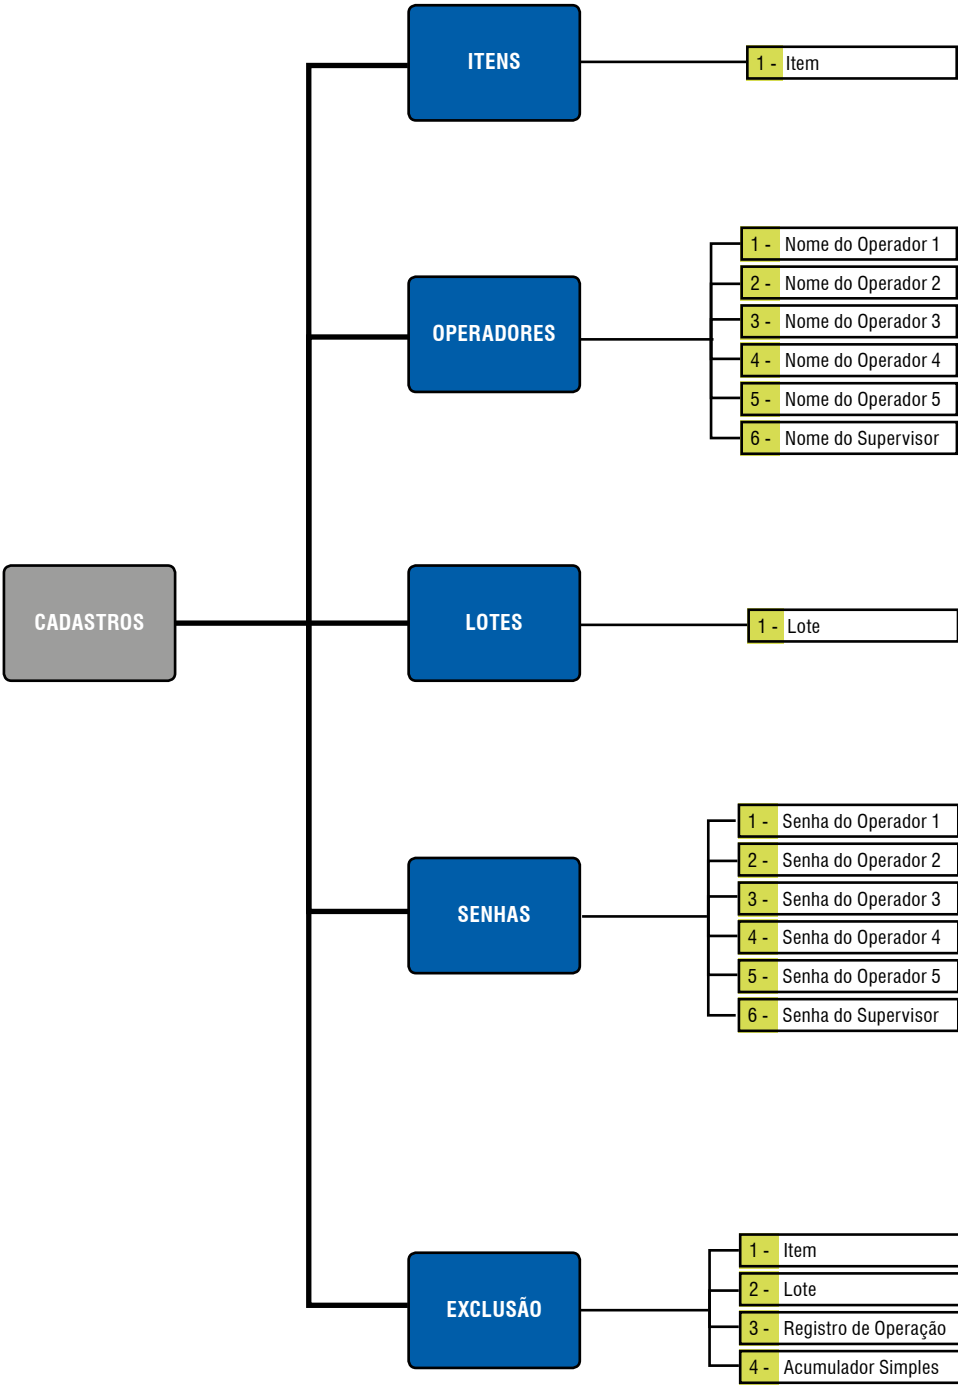 ITENS
1 - Item
OPERADORES
1 - Nome do Operador 1
2 - Nome do Operador 2
3 - Nome do Operador 3
4 - Nome do Operador 4
5 - Nome do Operador 5
6 - Nome do Supervisor
CADASTROS
LOTES
1 - Lote
SENHAS
1 - Senha do Operador 1
2 - Senha do Operador 2
3 - Senha do Operador 3
4 - Senha do Operador 4
5 - Senha do Operador 5
6 - Senha do Supervisor
EXCLUSÃO
1 - Item
2 - Lote
3 - Registro de Operação
4 - Acumulador Simples